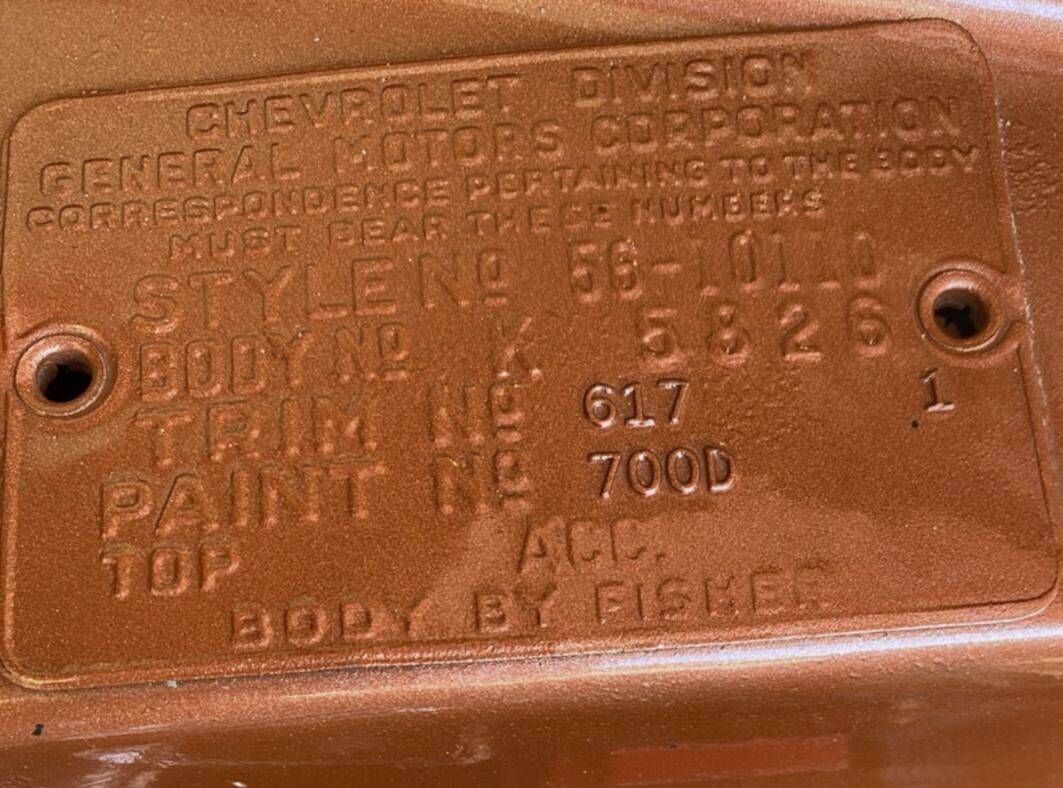 CHEVROLET DIVISION
GENERAL MOTORS CORPORATION
CORRESPONDENCE PERTAINING TO THE BODY
MUST BEAR THESE NUMBERS
STYLE No 56-1011D
BODY No K 5826
TRIM No 617 1
PAINT No 700D
TOP ACC.
BODY BY FISHER